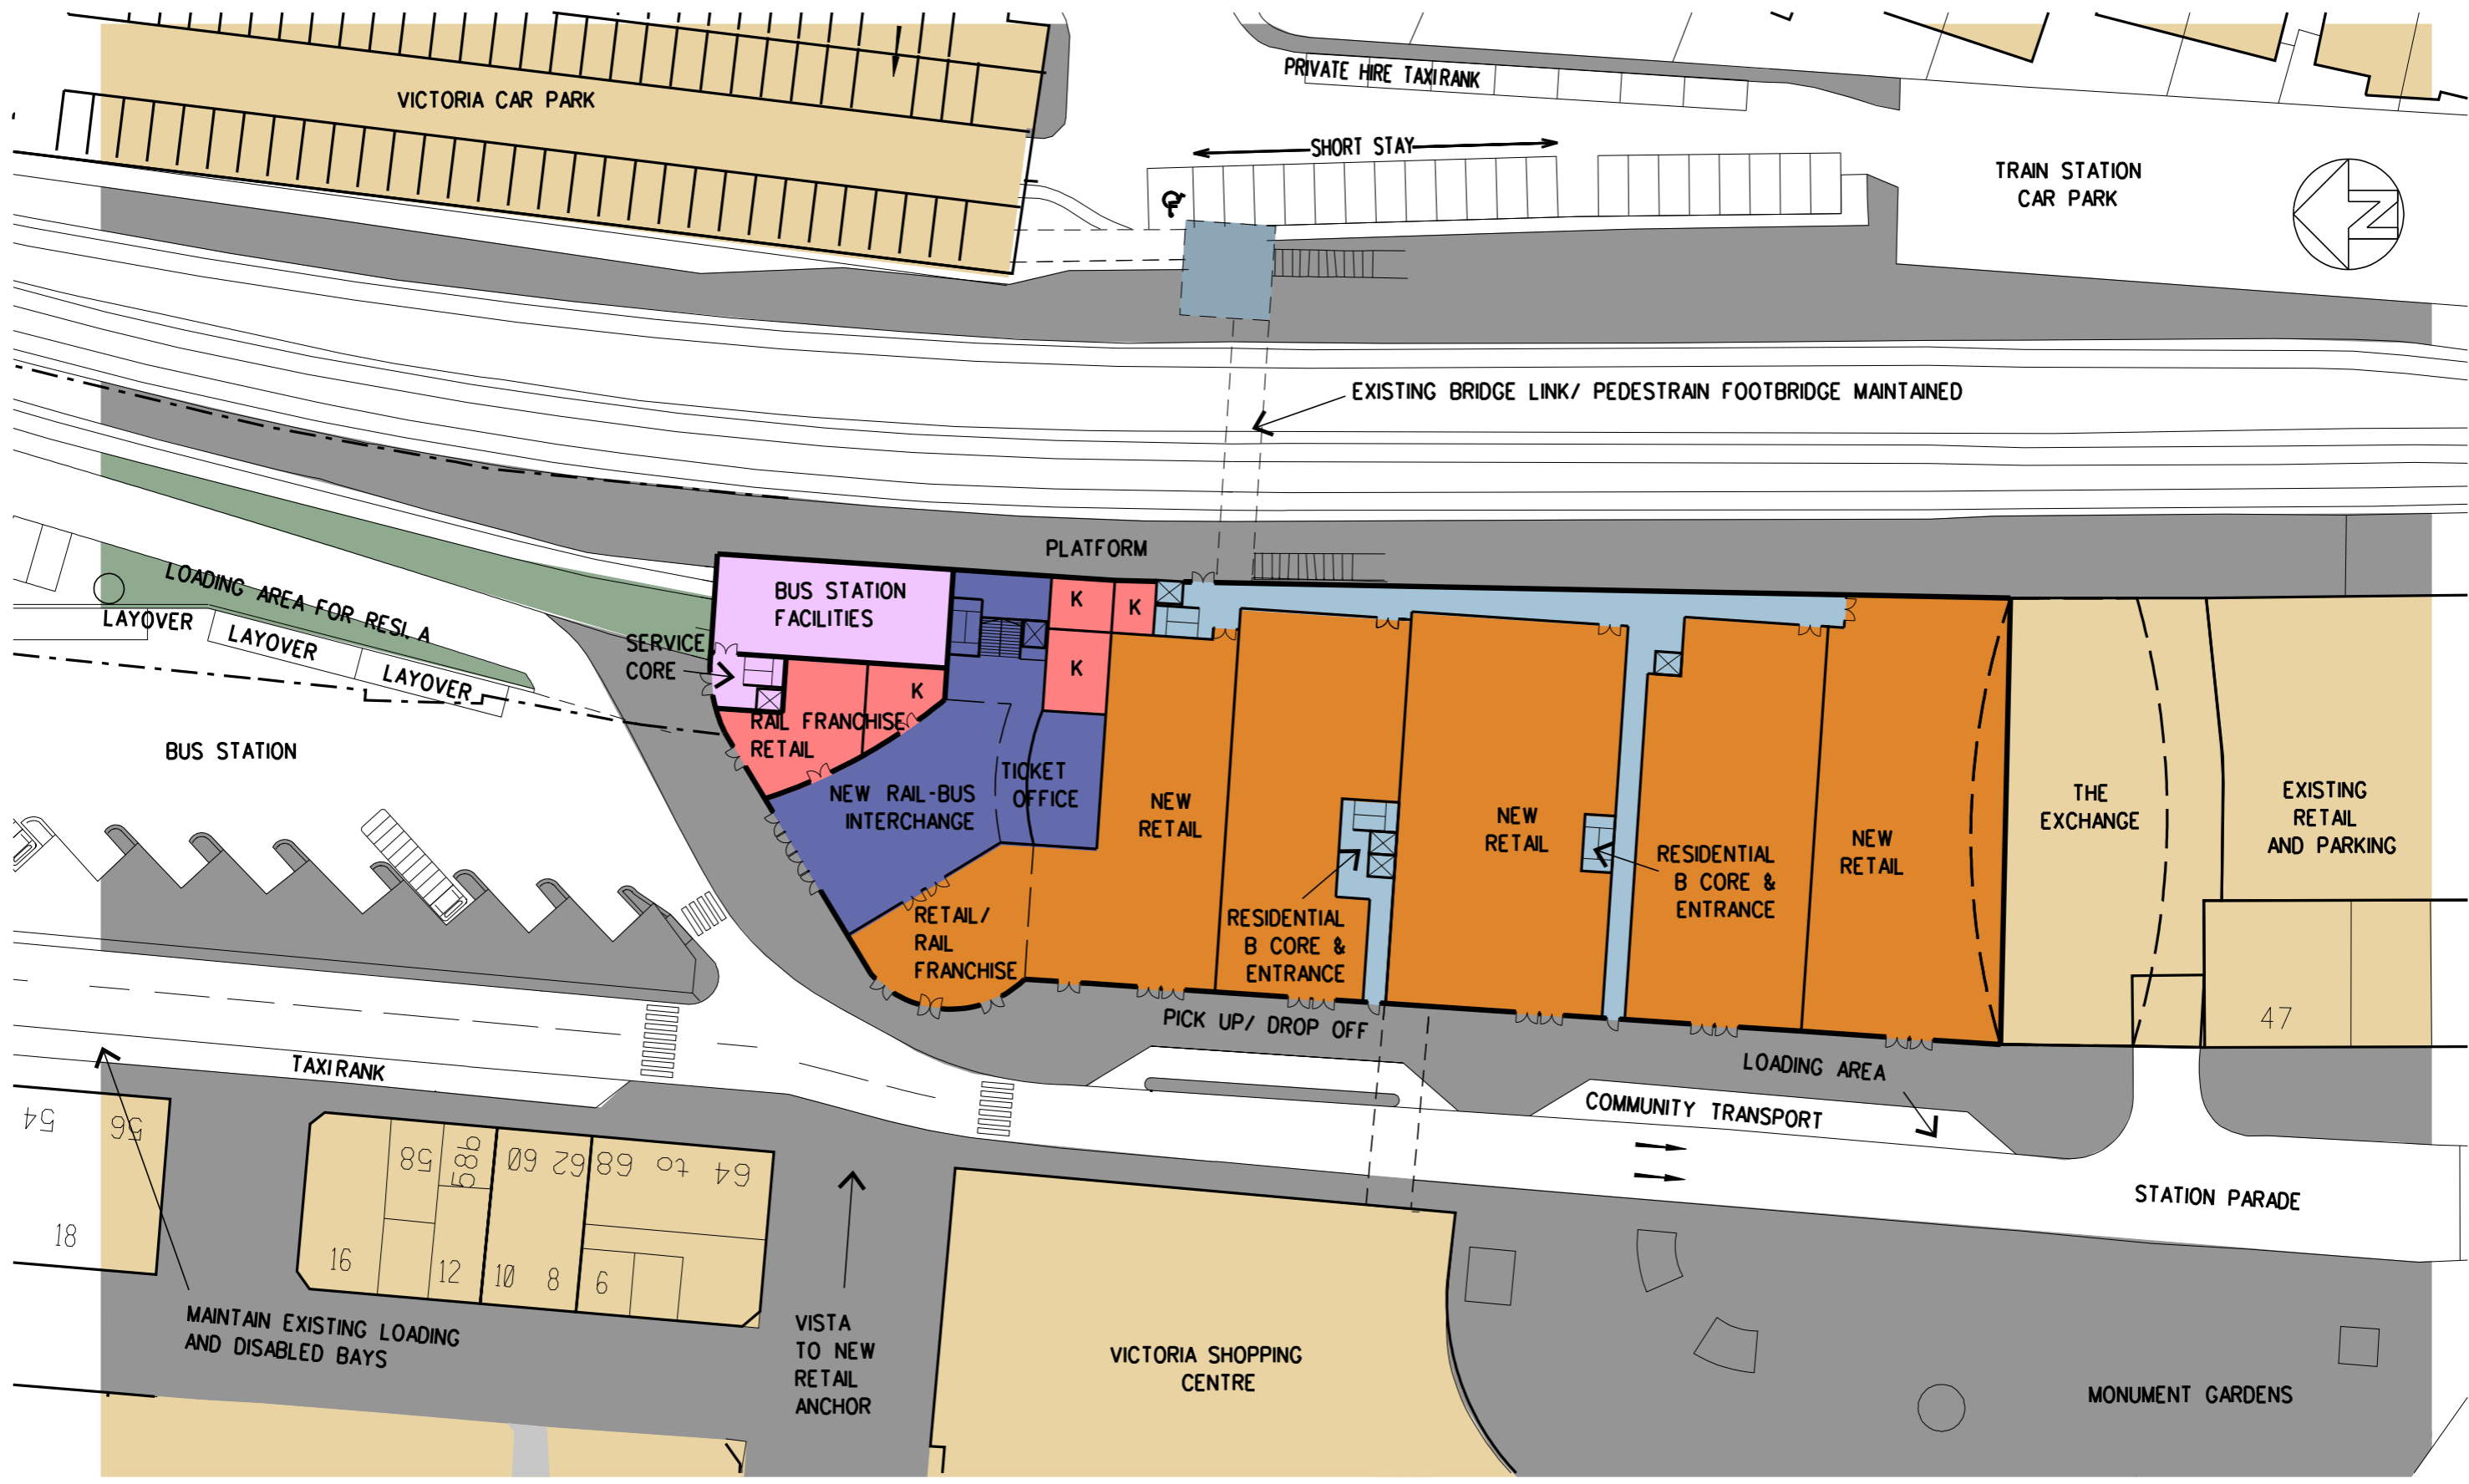 VICTORIA CAR PARK
PRIVATE HIRE TAXI RANK
SHORT STAY
TRAIN STATION
CAR PARK
N
EXISTING BRIDGE LINK/ PEDESTRAIN FOOTBRIDGE MAINTAINED
PLATFORM
LOADING AREA FOR RESI. A
LAYOVER
LAYOVER
LAYOVER
BUS STATION
SERVICE
CORE
BUS STATION
FACILITIES
K
K
K
K
RAIL FRANCHISE
RETAIL
NEW RAIL-BUS
INTERCHANGE
TICKET
OFFICE
RETAIL/
RAIL
FRANCHISE
NEW
RETAIL
RESIDENTIAL
B CORE &
ENTRANCE
NEW
RETAIL
RESIDENTIAL
B CORE &
ENTRANCE
NEW
RETAIL
THE
EXCHANGE
EXISTING
RETAIL
AND PARKING
47
PICK UP/ DROP OFF
LOADING AREA
COMMUNITY TRANSPORT
STATION PARADE
TAXI RANK
54
56
18
58
58b
60
62
64 to 68
16
12
10
8
6
MAINTAIN EXISTING LOADING
AND DISABLED BAYS
VISTA
TO NEW
RETAIL
ANCHOR
VICTORIA SHOPPING
CENTRE
MONUMENT GARDENS